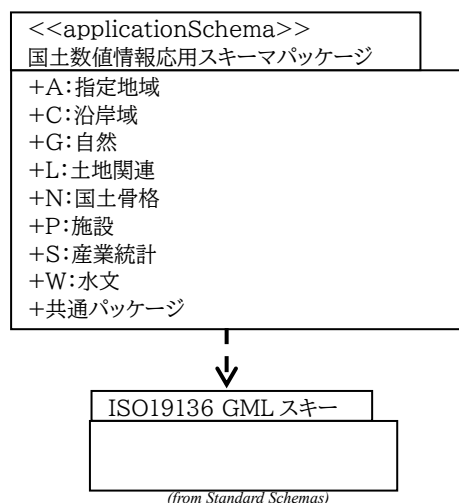 <<applicationSchema>>
国土数値情報応用スキーマパッケージ
+A:指定地域
+C:沿岸域
+G:自然
+L:土地関連
+N:国土骨格
+P:施設
+S:産業統計
+W:水文
+共通パッケージ
ISO19136 GML スキー
(from Standard Schemas)